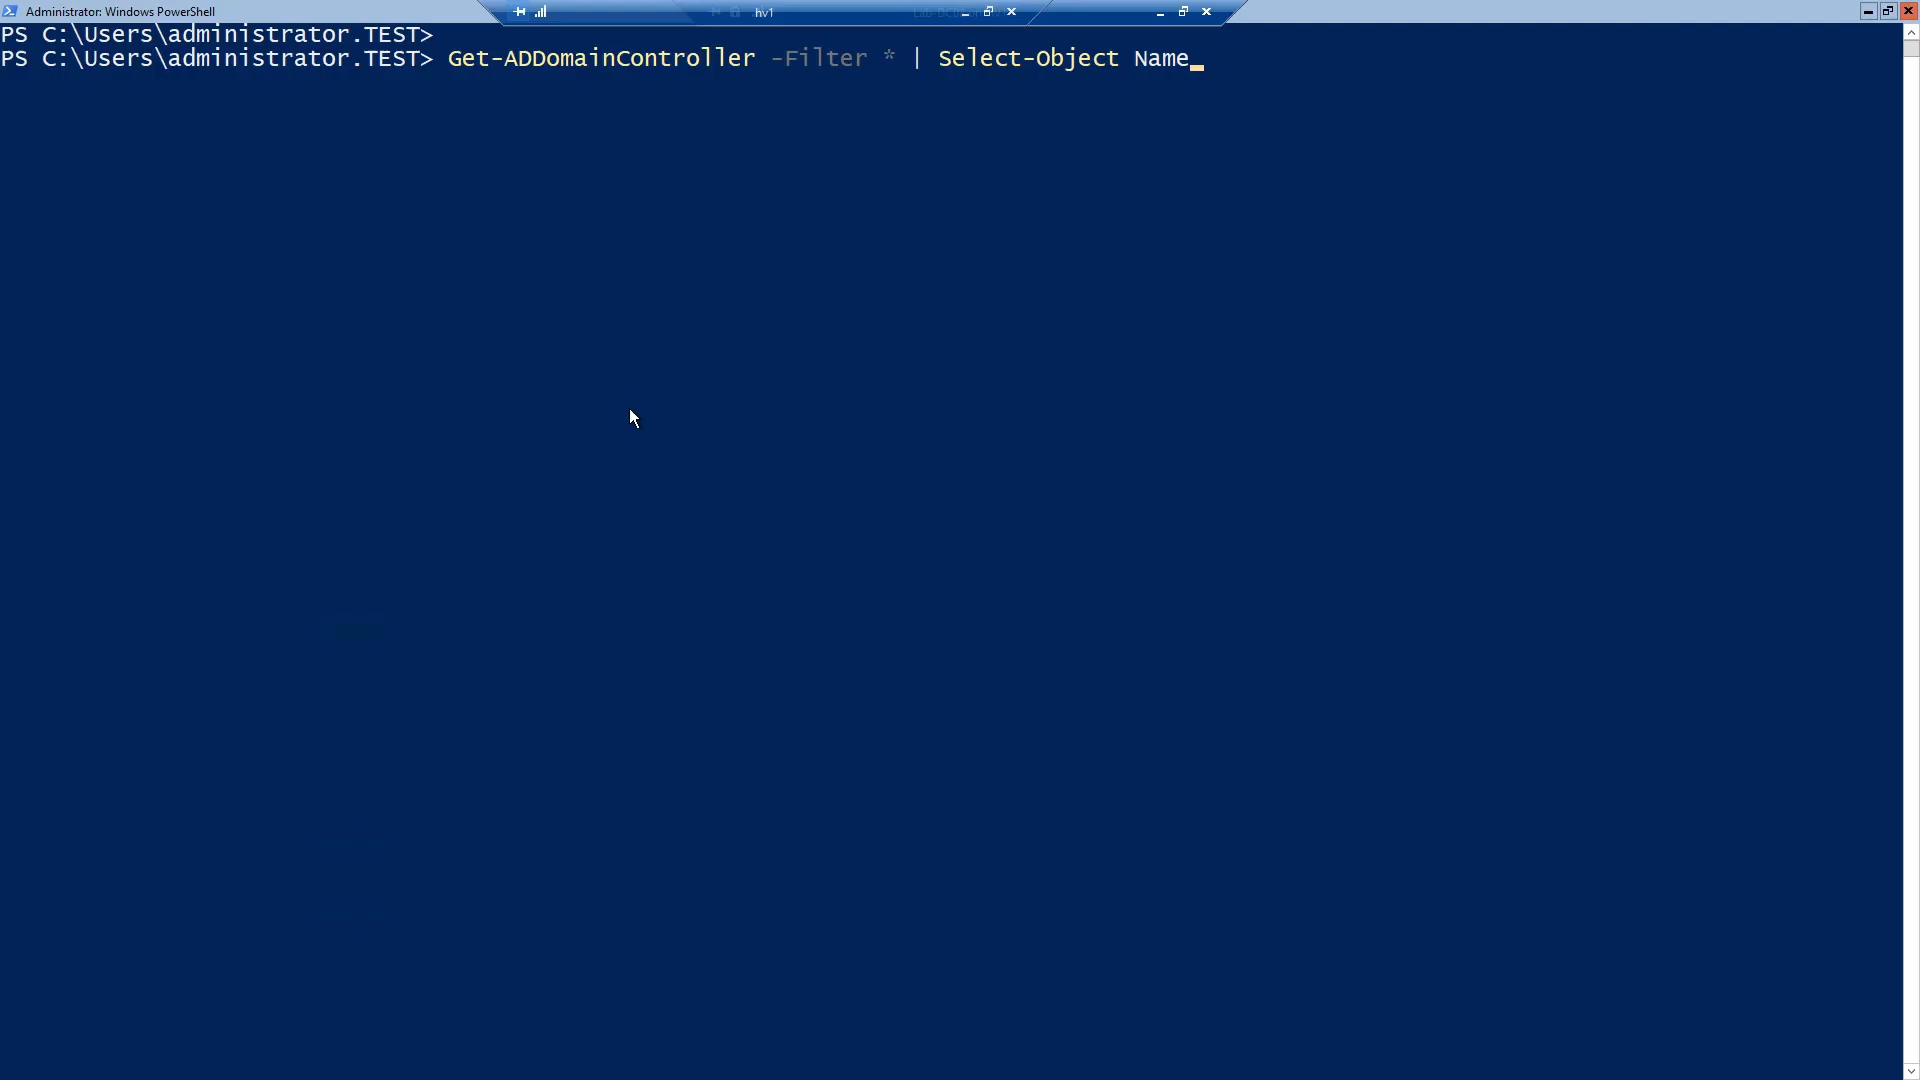 Administrator: Windows PowerShell
hv1
PS C:\Users\administrator.TEST>
PS C:\Users\administrator.TEST> Get-ADDomainController -Filter * | Select-Object Name